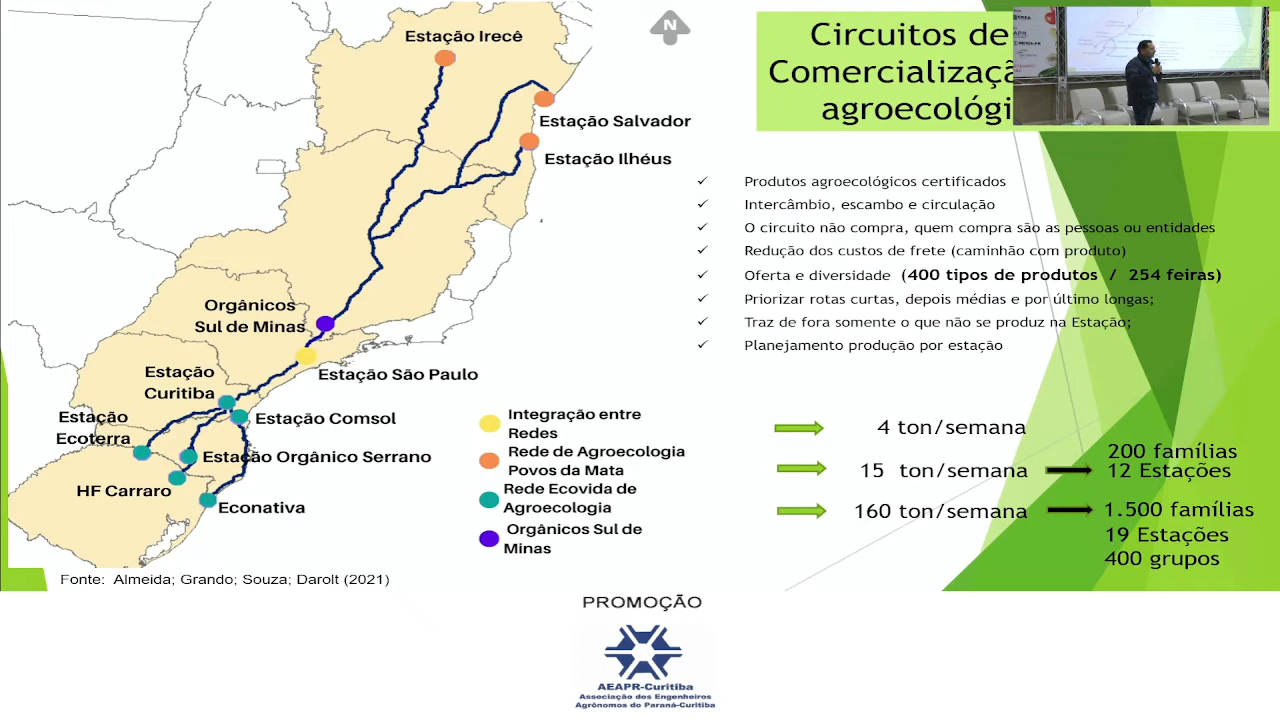 Estação Irecê
N
Estação Salvador
Estação Ilhéus
Orgânicos
Sul de Minas
Estação
Curitiba
Estação São Paulo
Estação
Ecoterra
Estação Comsol
Estação Orgânico Serrano
HF Carraro
Econativa
Integração entre
Redes
Rede de Agroecologia
Povos da Mata
Rede Ecovida de
Agroecologia
Orgânicos Sul de
Minas
Fonte: Almeida; Grando; Souza; Darolt (2021)
Circuitos de
Comercializaçã
agroecológi
✓ Produtos agroecológicos certificados
✓ Intercâmbio, escambo e circulação
✓ O circuito não compra, quem compra são as pessoas ou entidades
✓ Redução dos custos de frete (caminhão com produto)
✓ Oferta e diversidade (400 tipos de produtos / 254 feiras)
✓ Priorizar rotas curtas, depois médias e por último longas;
✓ Traz de fora somente o que não se produz na Estação;
✓ Planejamento produção por estação
4 ton/semana
15 ton/semana
200 famílias
12 Estações
160 ton/semana
1.500 famílias
19 Estações
400 grupos
PROMOÇÃO
AEAPR-Curitiba
Associação dos Engenheiros
Agrônomos do Paraná-Curitiba